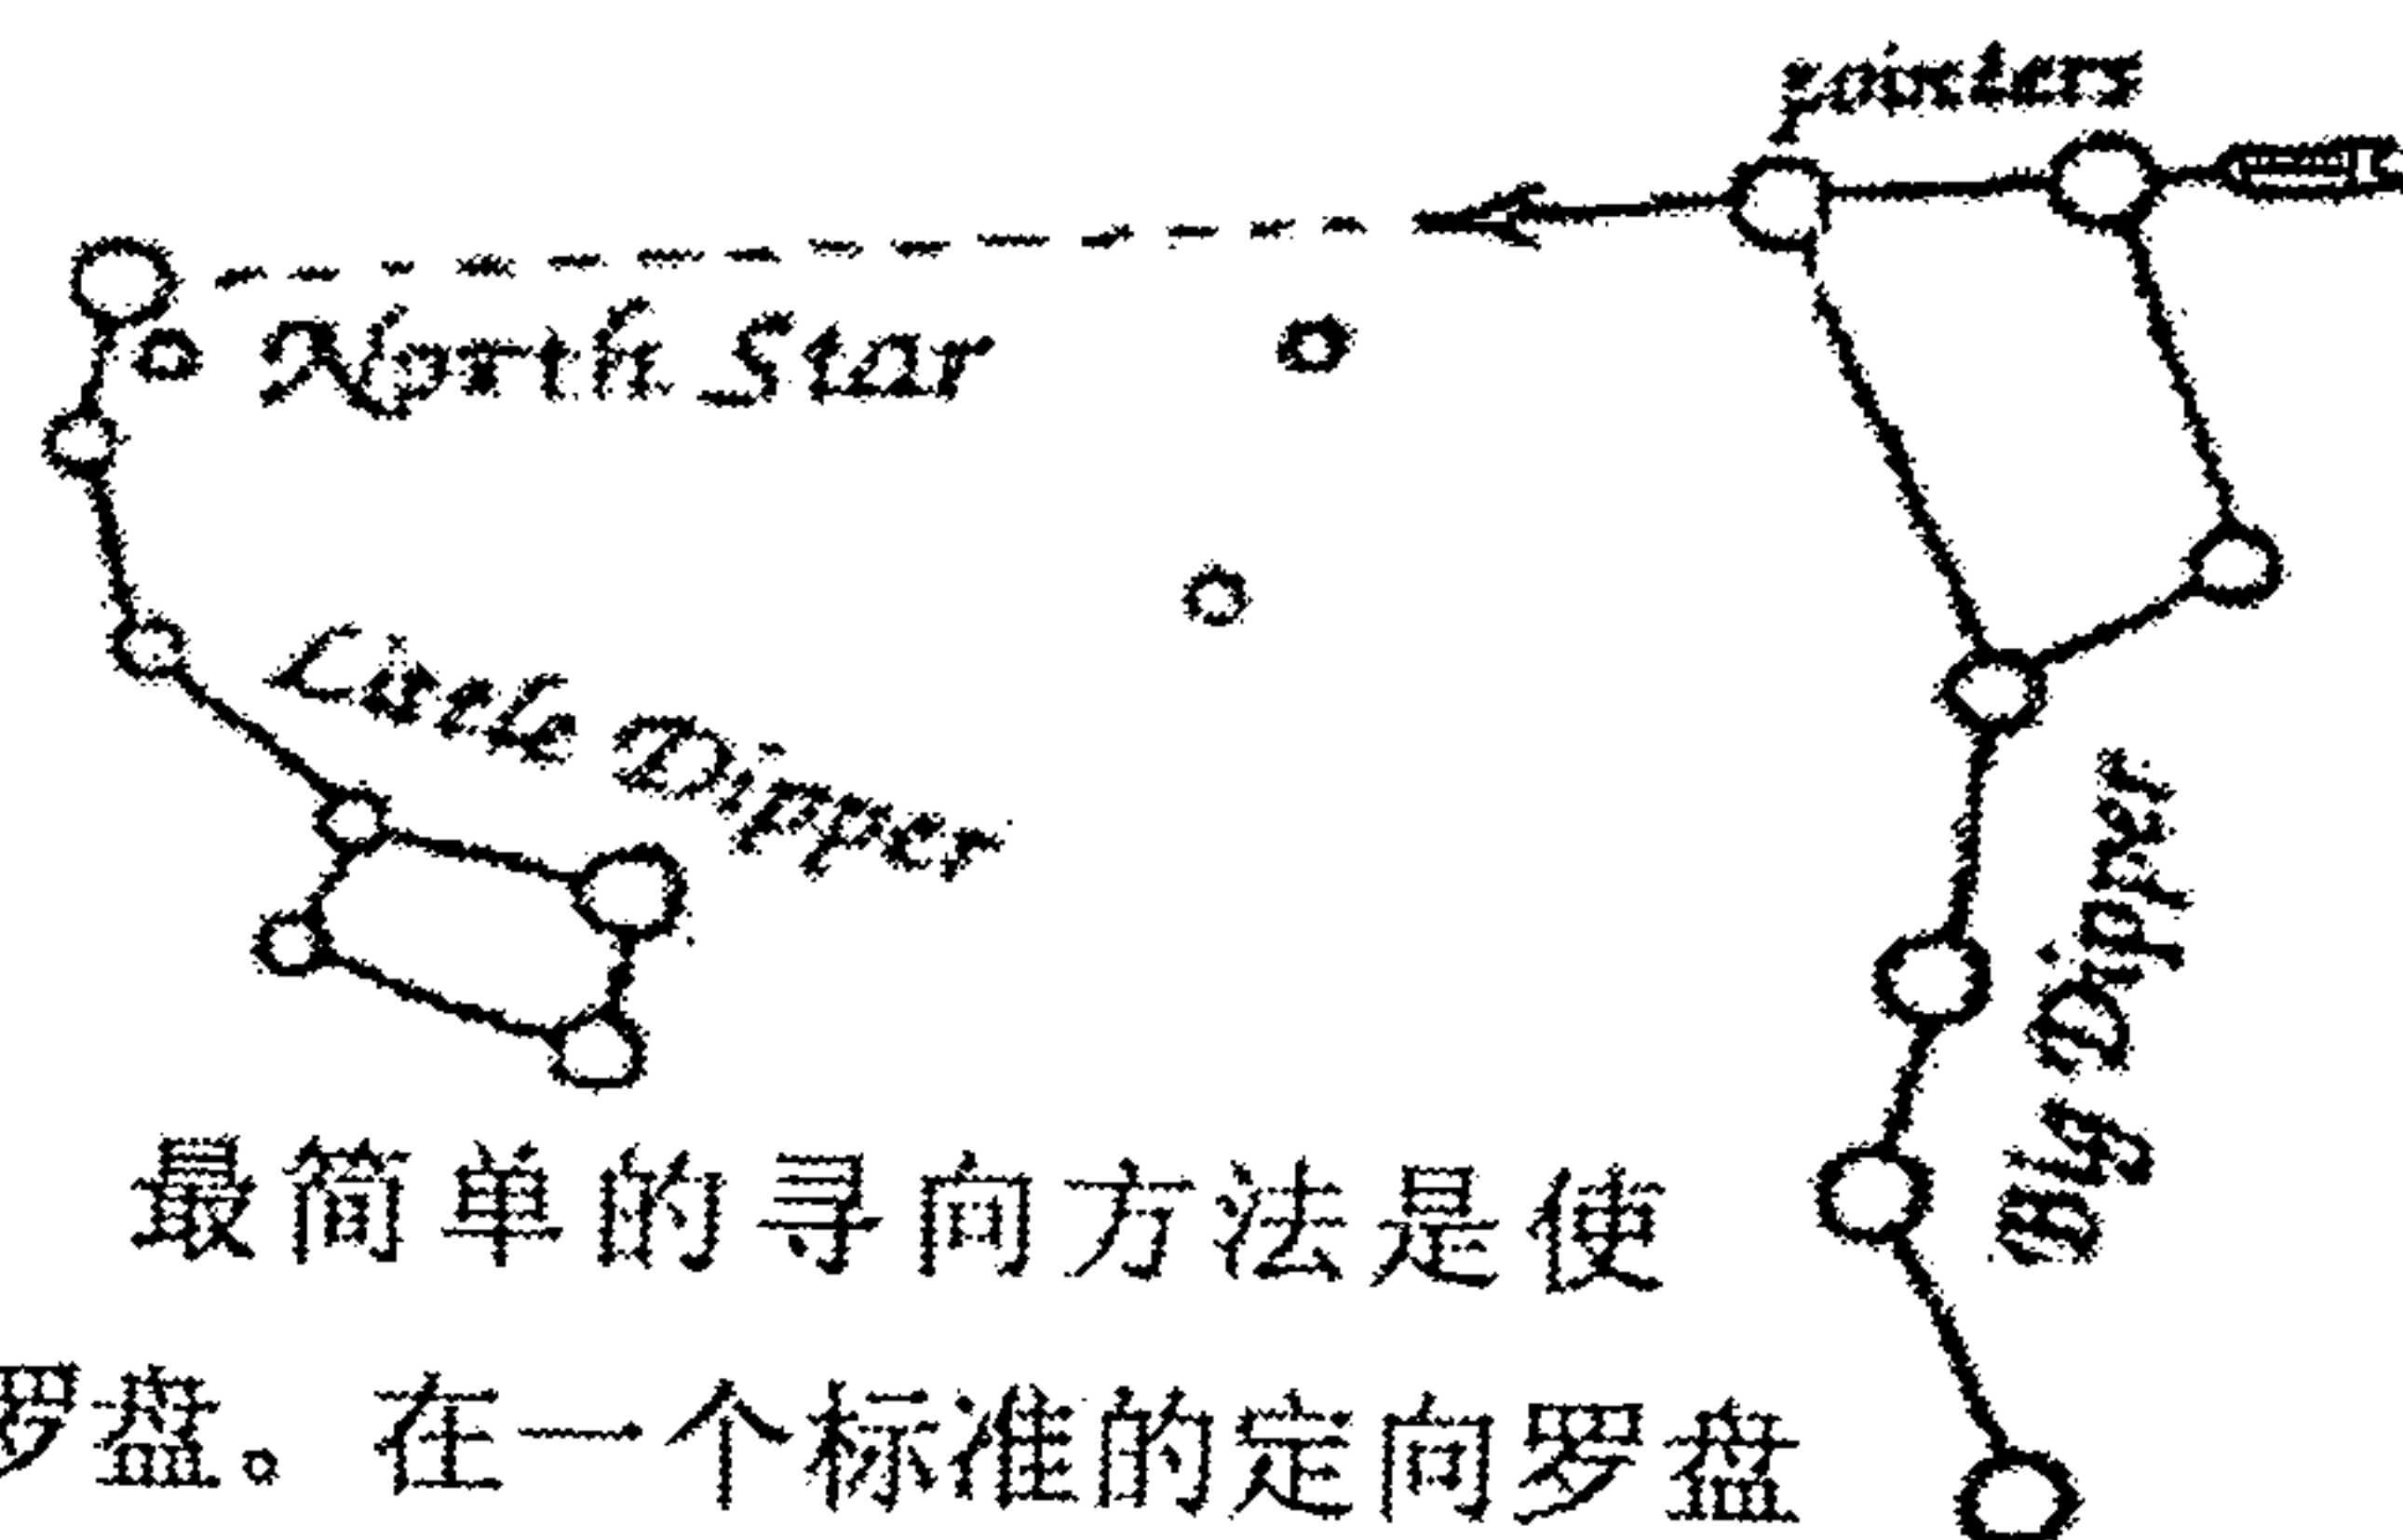 pointers
North Star
Little Dipper
Big Dipper
最简单的寻向方法是使
罗盘。在一个标准的定向罗盘